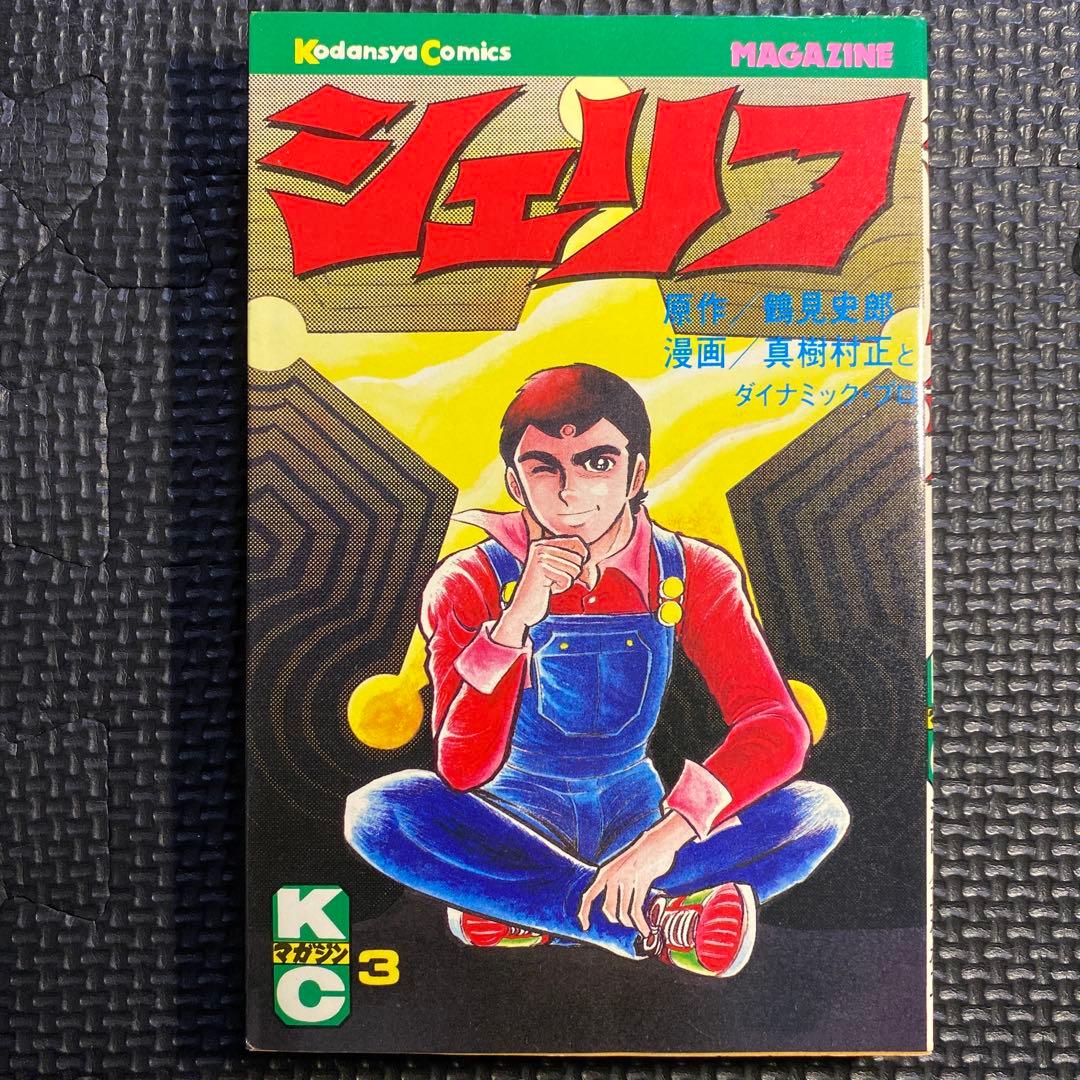 Kodansya Comics
MAGAZINE
シェリフ
原作/鶴見史郎
漫画/真樹村正と
ダイナミック・プロ
K
マガジン
C
3